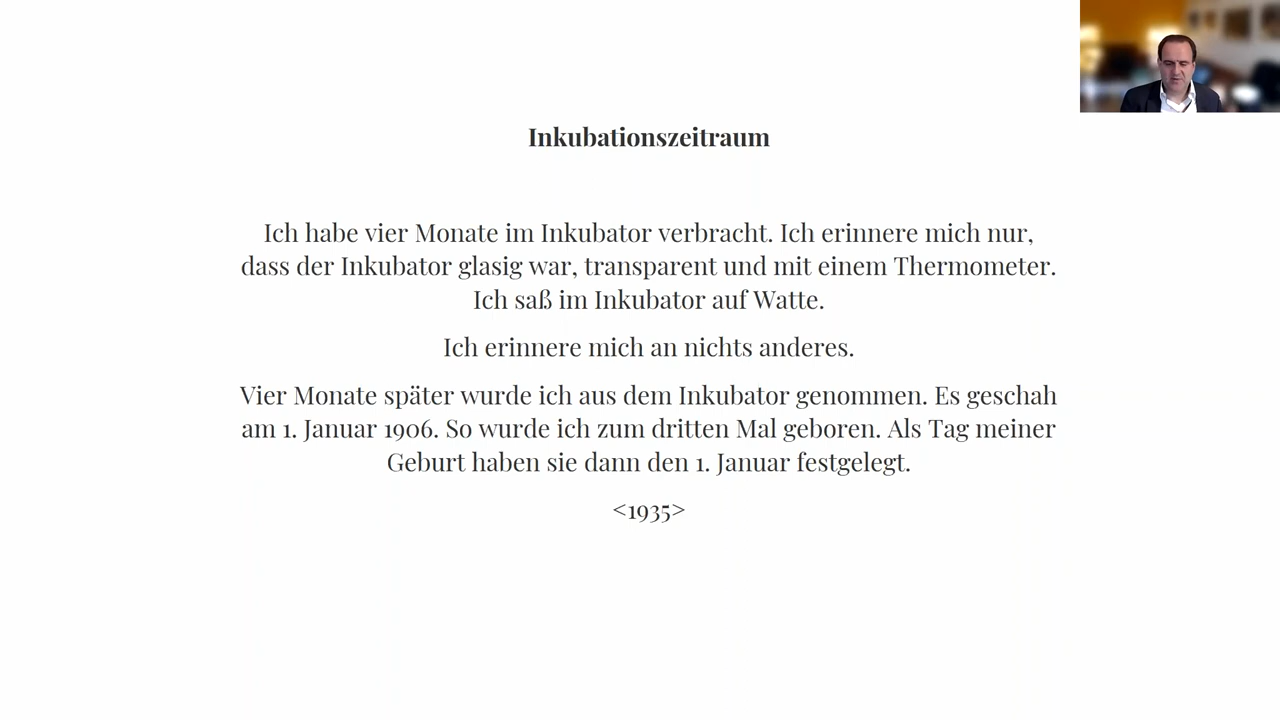 Inkubationszeitraum
Ich habe vier Monate im Inkubator verbracht. Ich erinnere mich nur,
dass der Inkubator glasig war, transparent und mit einem Thermometer.
Ich saß im Inkubator auf Watte.
Ich erinnere mich an nichts anderes.
Vier Monate später wurde ich aus dem Inkubator genommen. Es geschah
am 1. Januar 1906. So wurde ich zum dritten Mal geboren. Als Tag meiner
Geburt haben sie dann den 1. Januar festgelegt.
<1935>